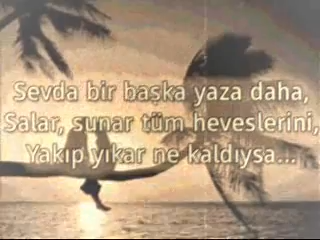 Sevda bir başka yaza daha,
Salar, sunar tüm heveslerini,
Yakıp yıkar ne kaldıysa...